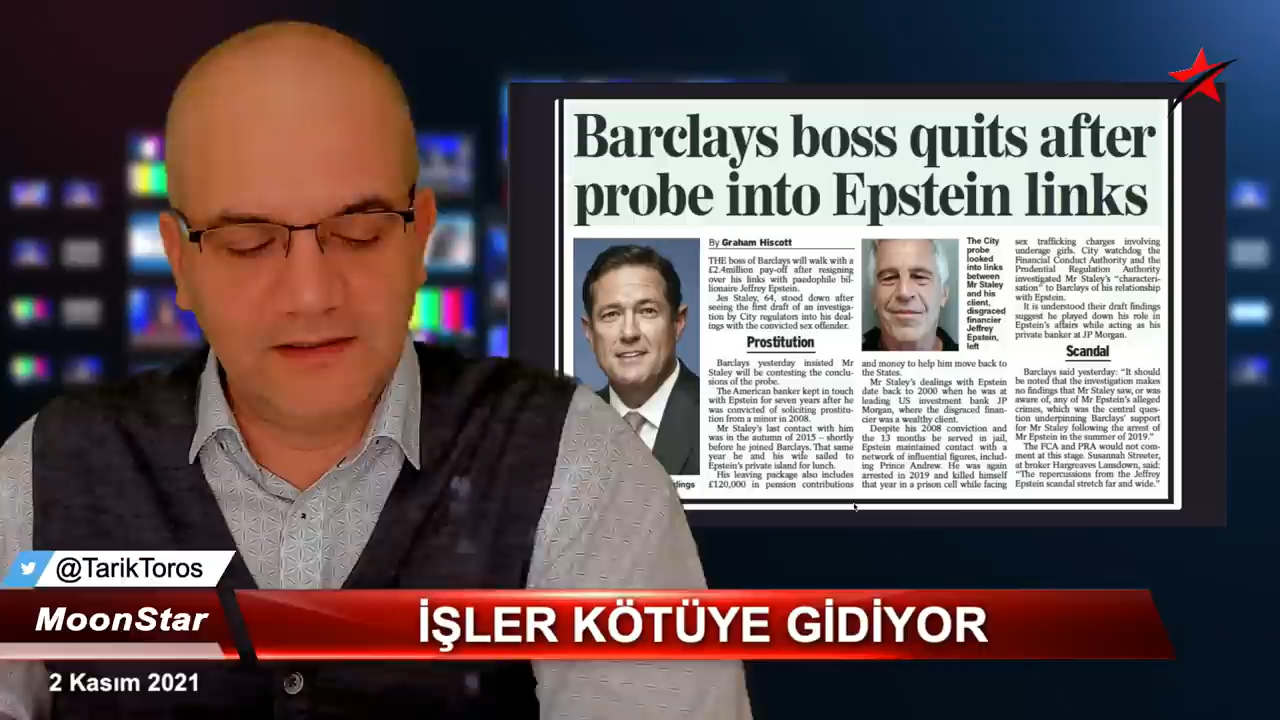 Barclays boss quits after
probe into Epstein links
By Graham Hiscott
THE boss of Barclays will walk with a
£2.4million pay-off after resigning
over his links with paedophile bil-
lionaire Jeffrey Epstein.
Jes Staley, 64, stood down after
seeing the first draft of an investiga-
tion by City regulators into his deal-
ings with the convicted sex offender.
Prostitution
Barclays yesterday insisted Mr
Staley will be contesting the conclu-
sions of the probe.
The American banker kept in touch
with Epstein for seven years after he
was convicted of soliciting prostitu-
tion from a minor in 2008.
Mr Staley's last contact with him
was in the autumn of 2015 – shortly
before he joined Barclays. That same
year he and his wife sailed to
Epstein's private island for lunch.
His leaving package also includes
£120,000 in pension contributions
The City
probe
looked
into links
between
Mr Staley
and his
client,
disgraced
financier
Jeffrey
Epstein,
left
and money to help him move back to
the States.
Mr Staley's dealings with Epstein
date back to 2000 when he was at
leading US investment bank JP
Morgan, where the disgraced finan-
cier was a wealthy client.
Despite his 2008 conviction and
the 13 months he served in jail,
Epstein maintained contact with a
network of influential figures, includ-
ing Prince Andrew. He was again
arrested in 2019 and killed himself
that year in a prison cell while facing
sex trafficking charges involving
underage girls. City watchdog the
Financial Conduct Authority and the
Prudential Regulation Authority
investigated Mr Staley's "characteri-
sation" to Barclays of his relationship
with Epstein.
It is understood their draft findings
suggest he played down his role in
Epstein's affairs while acting as his
private banker at JP Morgan.
Scandal
Barclays said yesterday: "It should
be noted that the investigation makes
no findings that Mr Staley saw, or was
aware of, any of Mr Epstein's alleged
crimes, which was the central ques-
tion underpinning Barclays' support
for Mr Staley following the arrest of
Mr Epstein in the summer of 2019."
The FCA and PRA would not com-
ment at this stage. Susannah Streeter,
at broker Hargreaves Lansdown, said:
"The repercussions from the Jeffrey
Epstein scandal stretch far and wide."
@TarikToros
MoonStar
İŞLER KÖTÜYE GİDİYOR
2 Kasım 2021